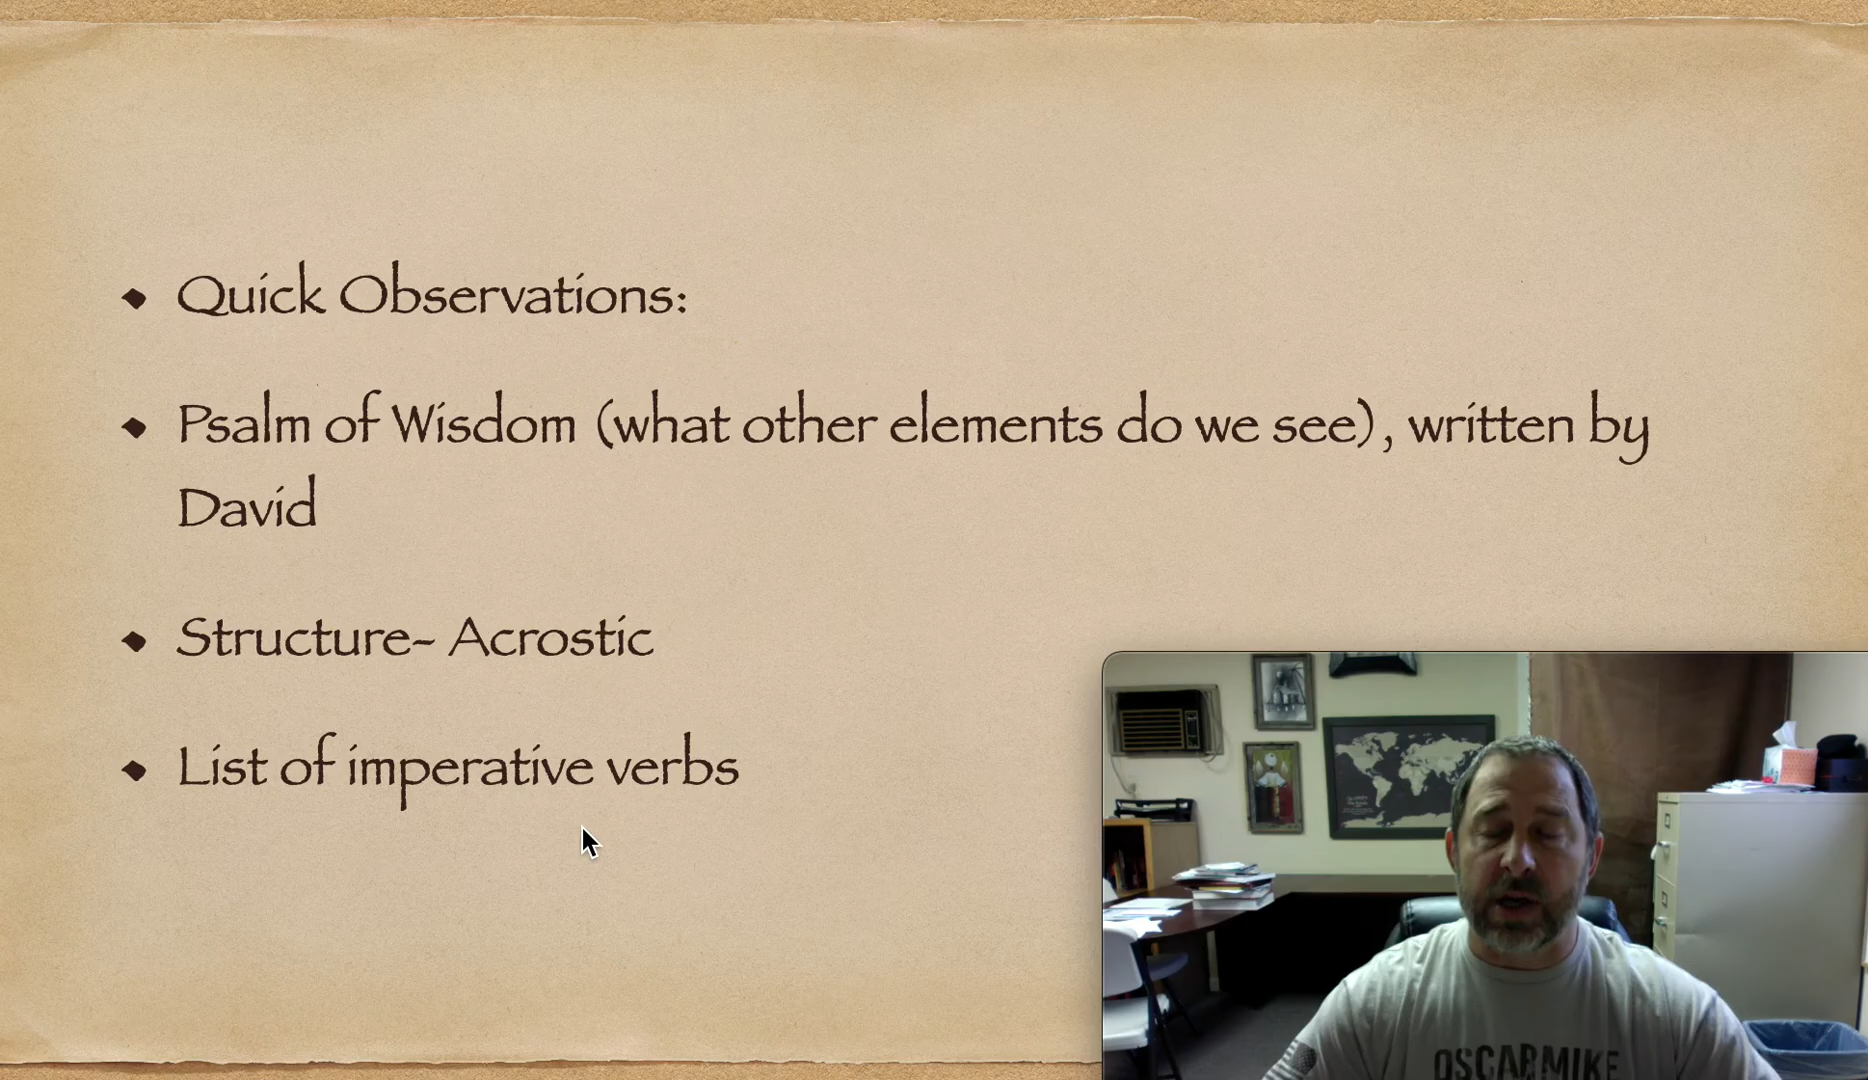 • Quick Observations:
• Psalm of Wisdom (what other elements do we see), written by
David
• Structure- Acrostic
• List of imperative verbs
OSCARMIKE